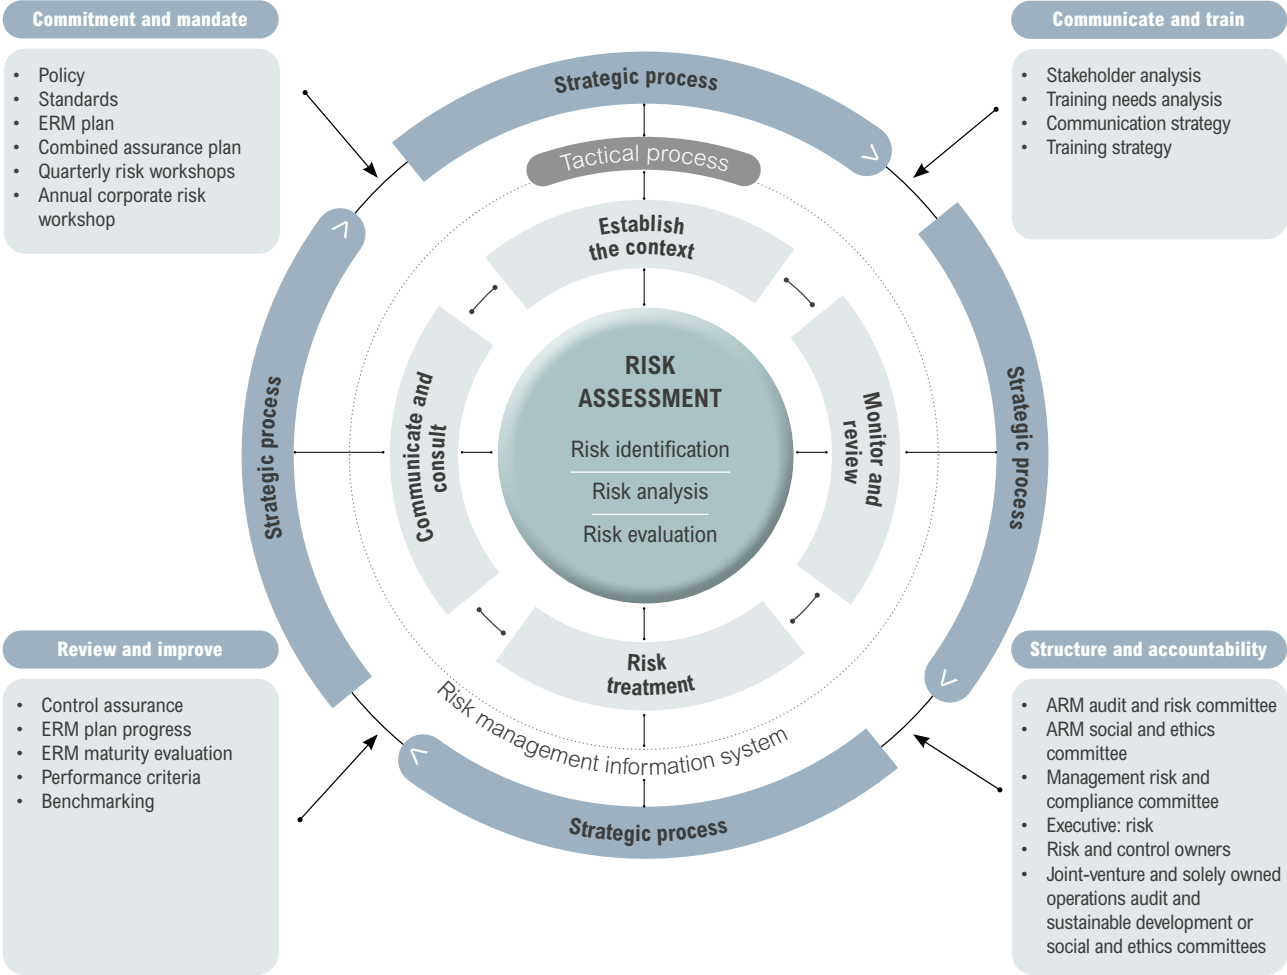 Commitment and mandate
• Policy
• Standards
• ERM plan
• Combined assurance plan
• Quarterly risk workshops
• Annual corporate risk
workshop
Communicate and train
• Stakeholder analysis
• Training needs analysis
• Communication strategy
• Training strategy
Strategic process
>
Tactical process
Establish
the context
>
RISK
ASSESSMENT
Risk identification
Risk analysis
Risk evaluation
Communicate and
consult
Monitor and
review
Strategic process
Strategic process
Risk
treatment
Risk management information system
>
>
Strategic process
Review and improve
• Control assurance
• ERM plan progress
• ERM maturity evaluation
• Performance criteria
• Benchmarking
Structure and accountability
• ARM audit and risk committee
• ARM social and ethics
committee
• Management risk and
compliance committee
• Executive: risk
• Risk and control owners
• Joint-venture and solely owned
operations audit and
sustainable development or
social and ethics committees